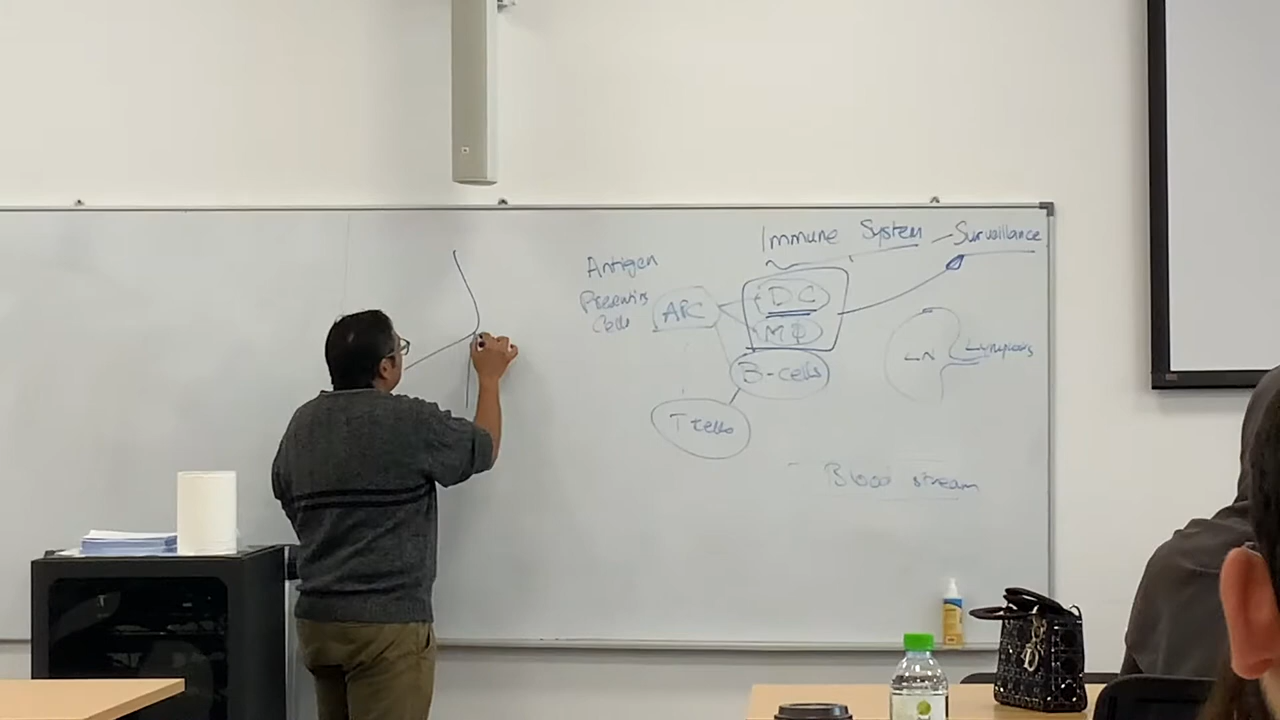 Immune System – Surveillance
Antigen
Presenting
Cells
APC
DC
MΦ
B-cells
T cells
LN
Blood stream